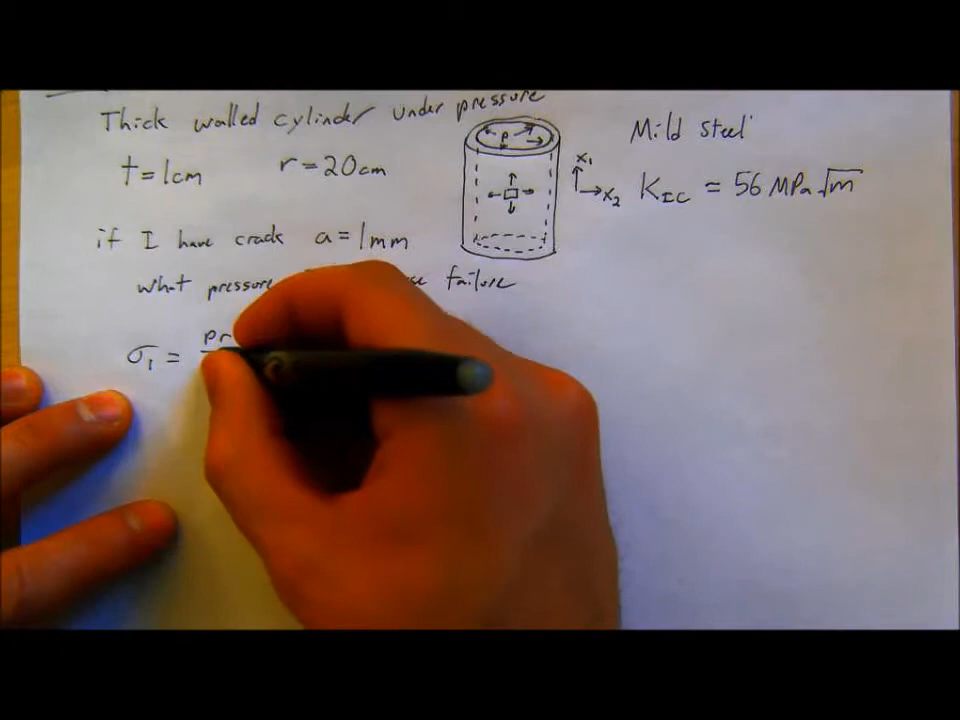 Thick walled cylinder under pressure
t = 1cm r = 20cm
P
x₁
x₂
Mild steel
K_IC = 56 MPa√m
if I have crack a = 1mm
what pressure failure
σ₁ = pr